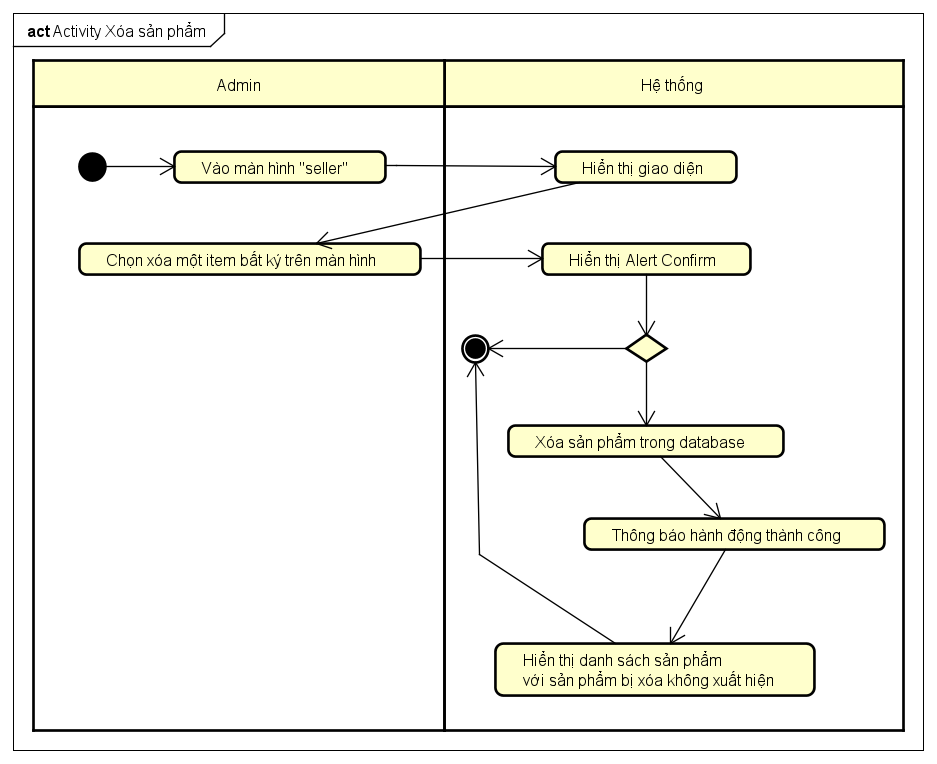 act Activity Xóa sản phẩm
Admin
Hệ thống
Vào màn hình "seller"
Hiển thị giao diện
Chọn xóa một item bất kỳ trên màn hình
Hiển thị Alert Confirm
Xóa sản phẩm trong database
Thông báo hành động thành công
Hiển thị danh sách sản phẩm
với sản phẩm bị xóa không xuất hiện